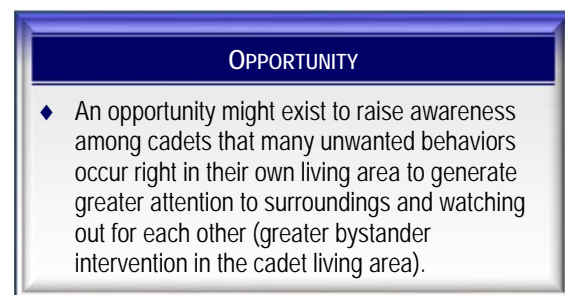 OPPORTUNITY
♦ An opportunity might exist to raise awareness
among cadets that many unwanted behaviors
occur right in their own living area to generate
greater attention to surroundings and watching
out for each other (greater bystander
intervention in the cadet living area).